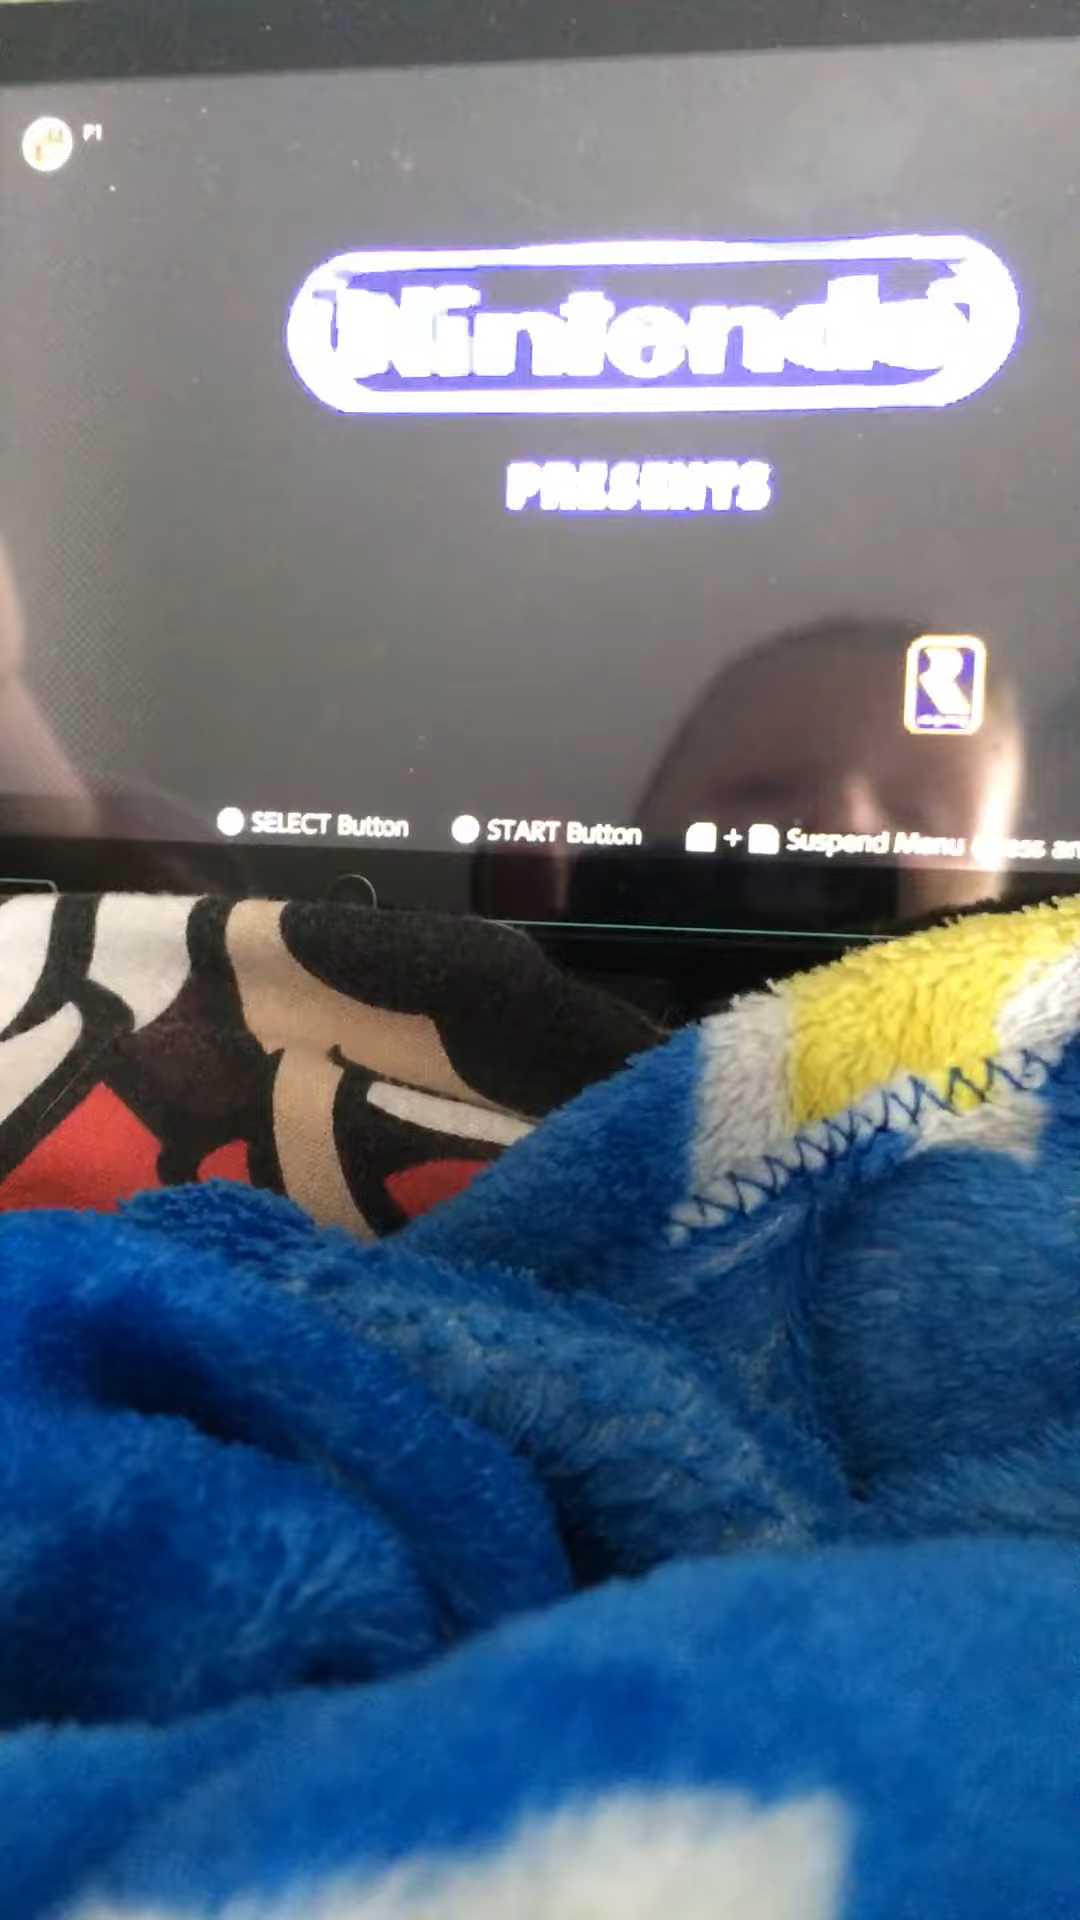 P1
Nintendo
PRESENTS
R
SELECT Button START Button + Suspend Menu